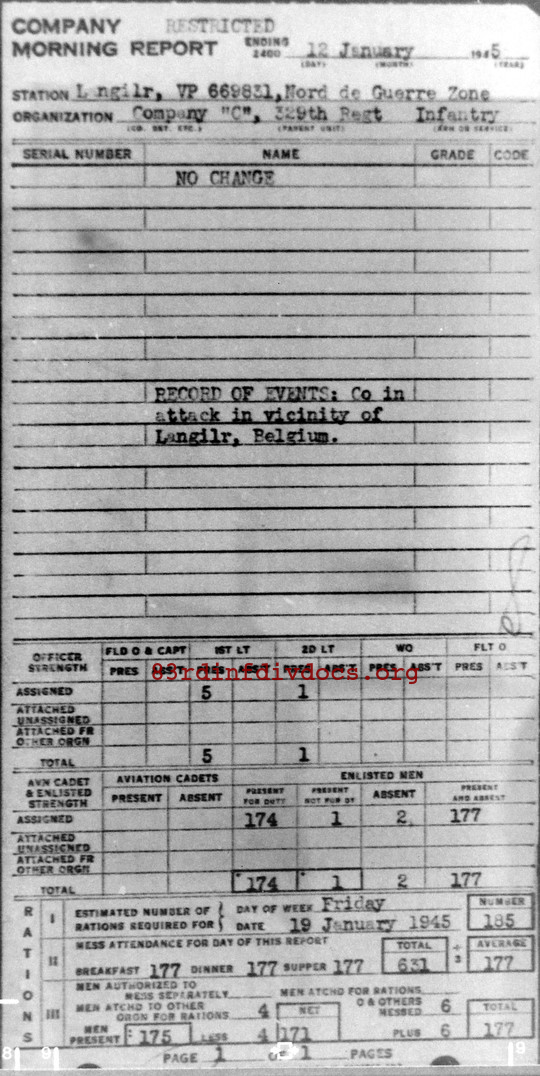 COMPANY RESTRICTED
MORNING REPORT ENDING 2400 12 January 1945
(DAY) (MONTH) (YEAR)
STATION L ngilr, VP 669831,Nord de Guerre Zone
ORGANIZATION Company "C", 329th Regt Infantry
(CO. DET. ETC.) (PARENT UNIT) (ARM OR SERVICE)
SERIAL NUMBER NAME GRADE CODE
NO CHANGE
RECORD OF EVENTS: Co in
attack in vicinity of
Langilr, Belgium.
OFFICER STRENGTH FLD O & CAPT 1ST LT 2D LT WO FLT O
PRES ABS'T PRES ABS'T PRES ABS'T PRES ABS'T PRES ABS'T
83rdinfdivdocs.org
ASSIGNED 5 1
ATTACHED UNASSIGNED
ATTACHED FR OTHER ORGN
TOTAL 5 1
AVN CADET & ENLISTED STRENGTH AVIATION CADETS ENLISTED MEN
PRESENT ABSENT PRESENT FOR DUTY PRESENT NOT FOR DY ABSENT PRESENT AND ABSENT
ASSIGNED 174 1 2 177
ATTACHED UNASSIGNED
ATTACHED FR OTHER ORGN
TOTAL 174 1 2 177
RATIONS
I ESTIMATED NUMBER OF RATIONS REQUIRED FOR DAY OF WEEK Friday NUMBER
DATE 19 January 1945 185
II MESS ATTENDANCE FOR DAY OF THIS REPORT TOTAL ÷ 3 AVERAGE
BREAKFAST 177 DINNER 177 SUPPER 177 631 177
III MEN AUTHORIZED TO MESS SEPARATELY MEN ATCHD FOR RATIONS
MEN ATCHD TO OTHER ORGN FOR RATIONS 4 NET O & OTHERS MESSED 6 TOTAL
MEN PRESENT 175 LESS 4 171 PLUS 6 177
PAGE 1 OF 1 PAGES
8 9 9